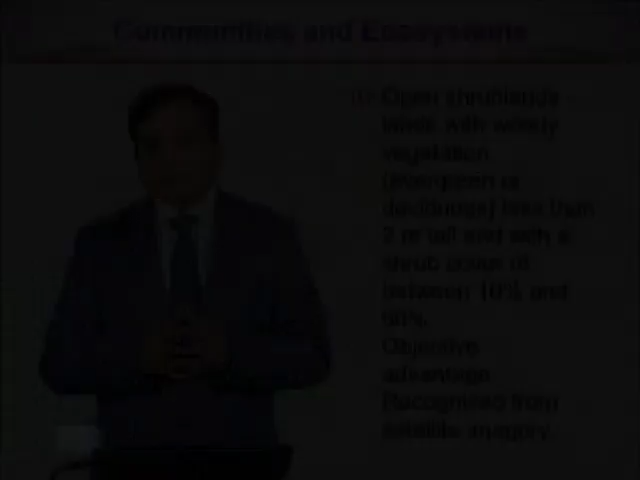 Communities and Ecosystems
Open shrublands
lands with woody
vegetation
(evergreen or
deciduous) less than
2 m tall and with a
shrub cover of
between 10% and
60%.
Objective
advantage
Recognised from
satellite imagery.